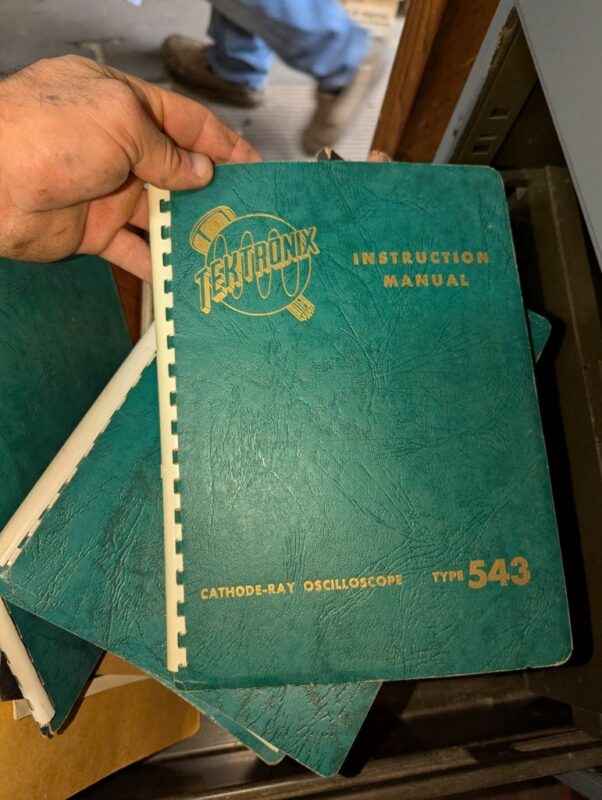 TEKTRONIX
INSTRUCTION
MANUAL
CATHODE-RAY OSCILLOSCOPE TYPE 543